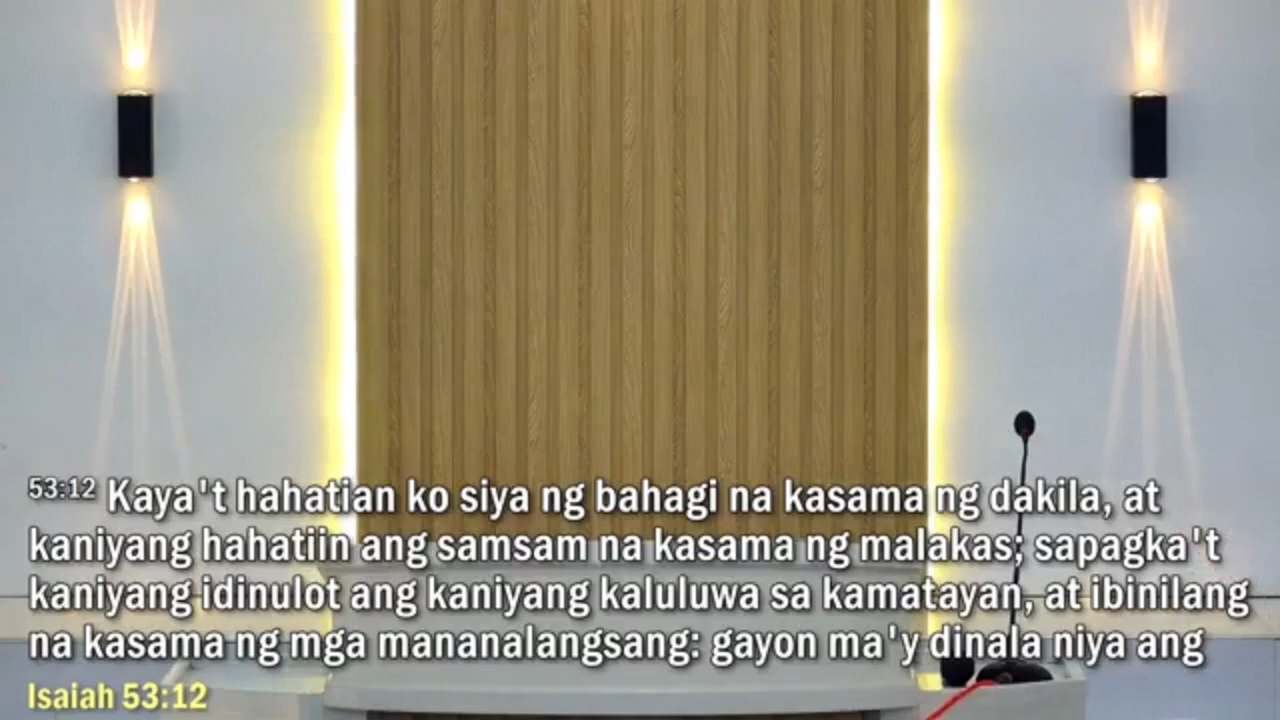 53:12 Kaya't hahatian ko siya ng bahagi na kasama ng dakila, at
kaniyang hahatiin ang samsam na kasama ng malakas; sapagka't
kaniyang idinulot ang kaniyang kaluluwa sa kamatayan, at ibinilang
na kasama ng mga mananalangsang: gayon ma'y dinala niya ang
Isaiah 53:12